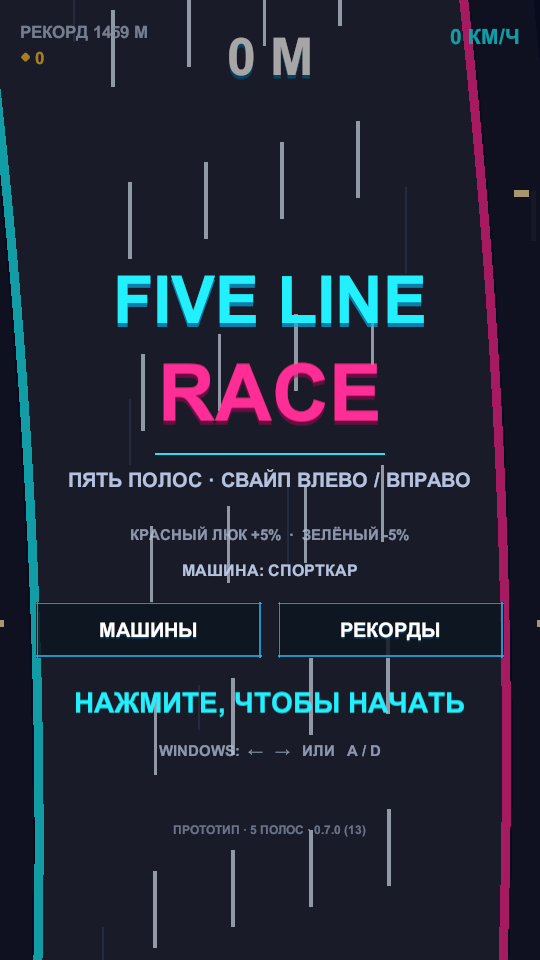 РЕКОРД 1459 М
0
0 М
0 КМ/Ч
FIVE LINE
RACE
ПЯТЬ ПОЛОС · СВАЙП ВЛЕВО / ВПРАВО
КРАСНЫЙ ЛЮК +5% · ЗЕЛЁНЫЙ -5%
МАШИНА: СПОРТКАР
МАШИНЫ
РЕКОРДЫ
НАЖМИТЕ, ЧТОБЫ НАЧАТЬ
WINDOWS: ← → ИЛИ A / D
ПРОТОТИП · 5 ПОЛОС · 0.7.0 (13)